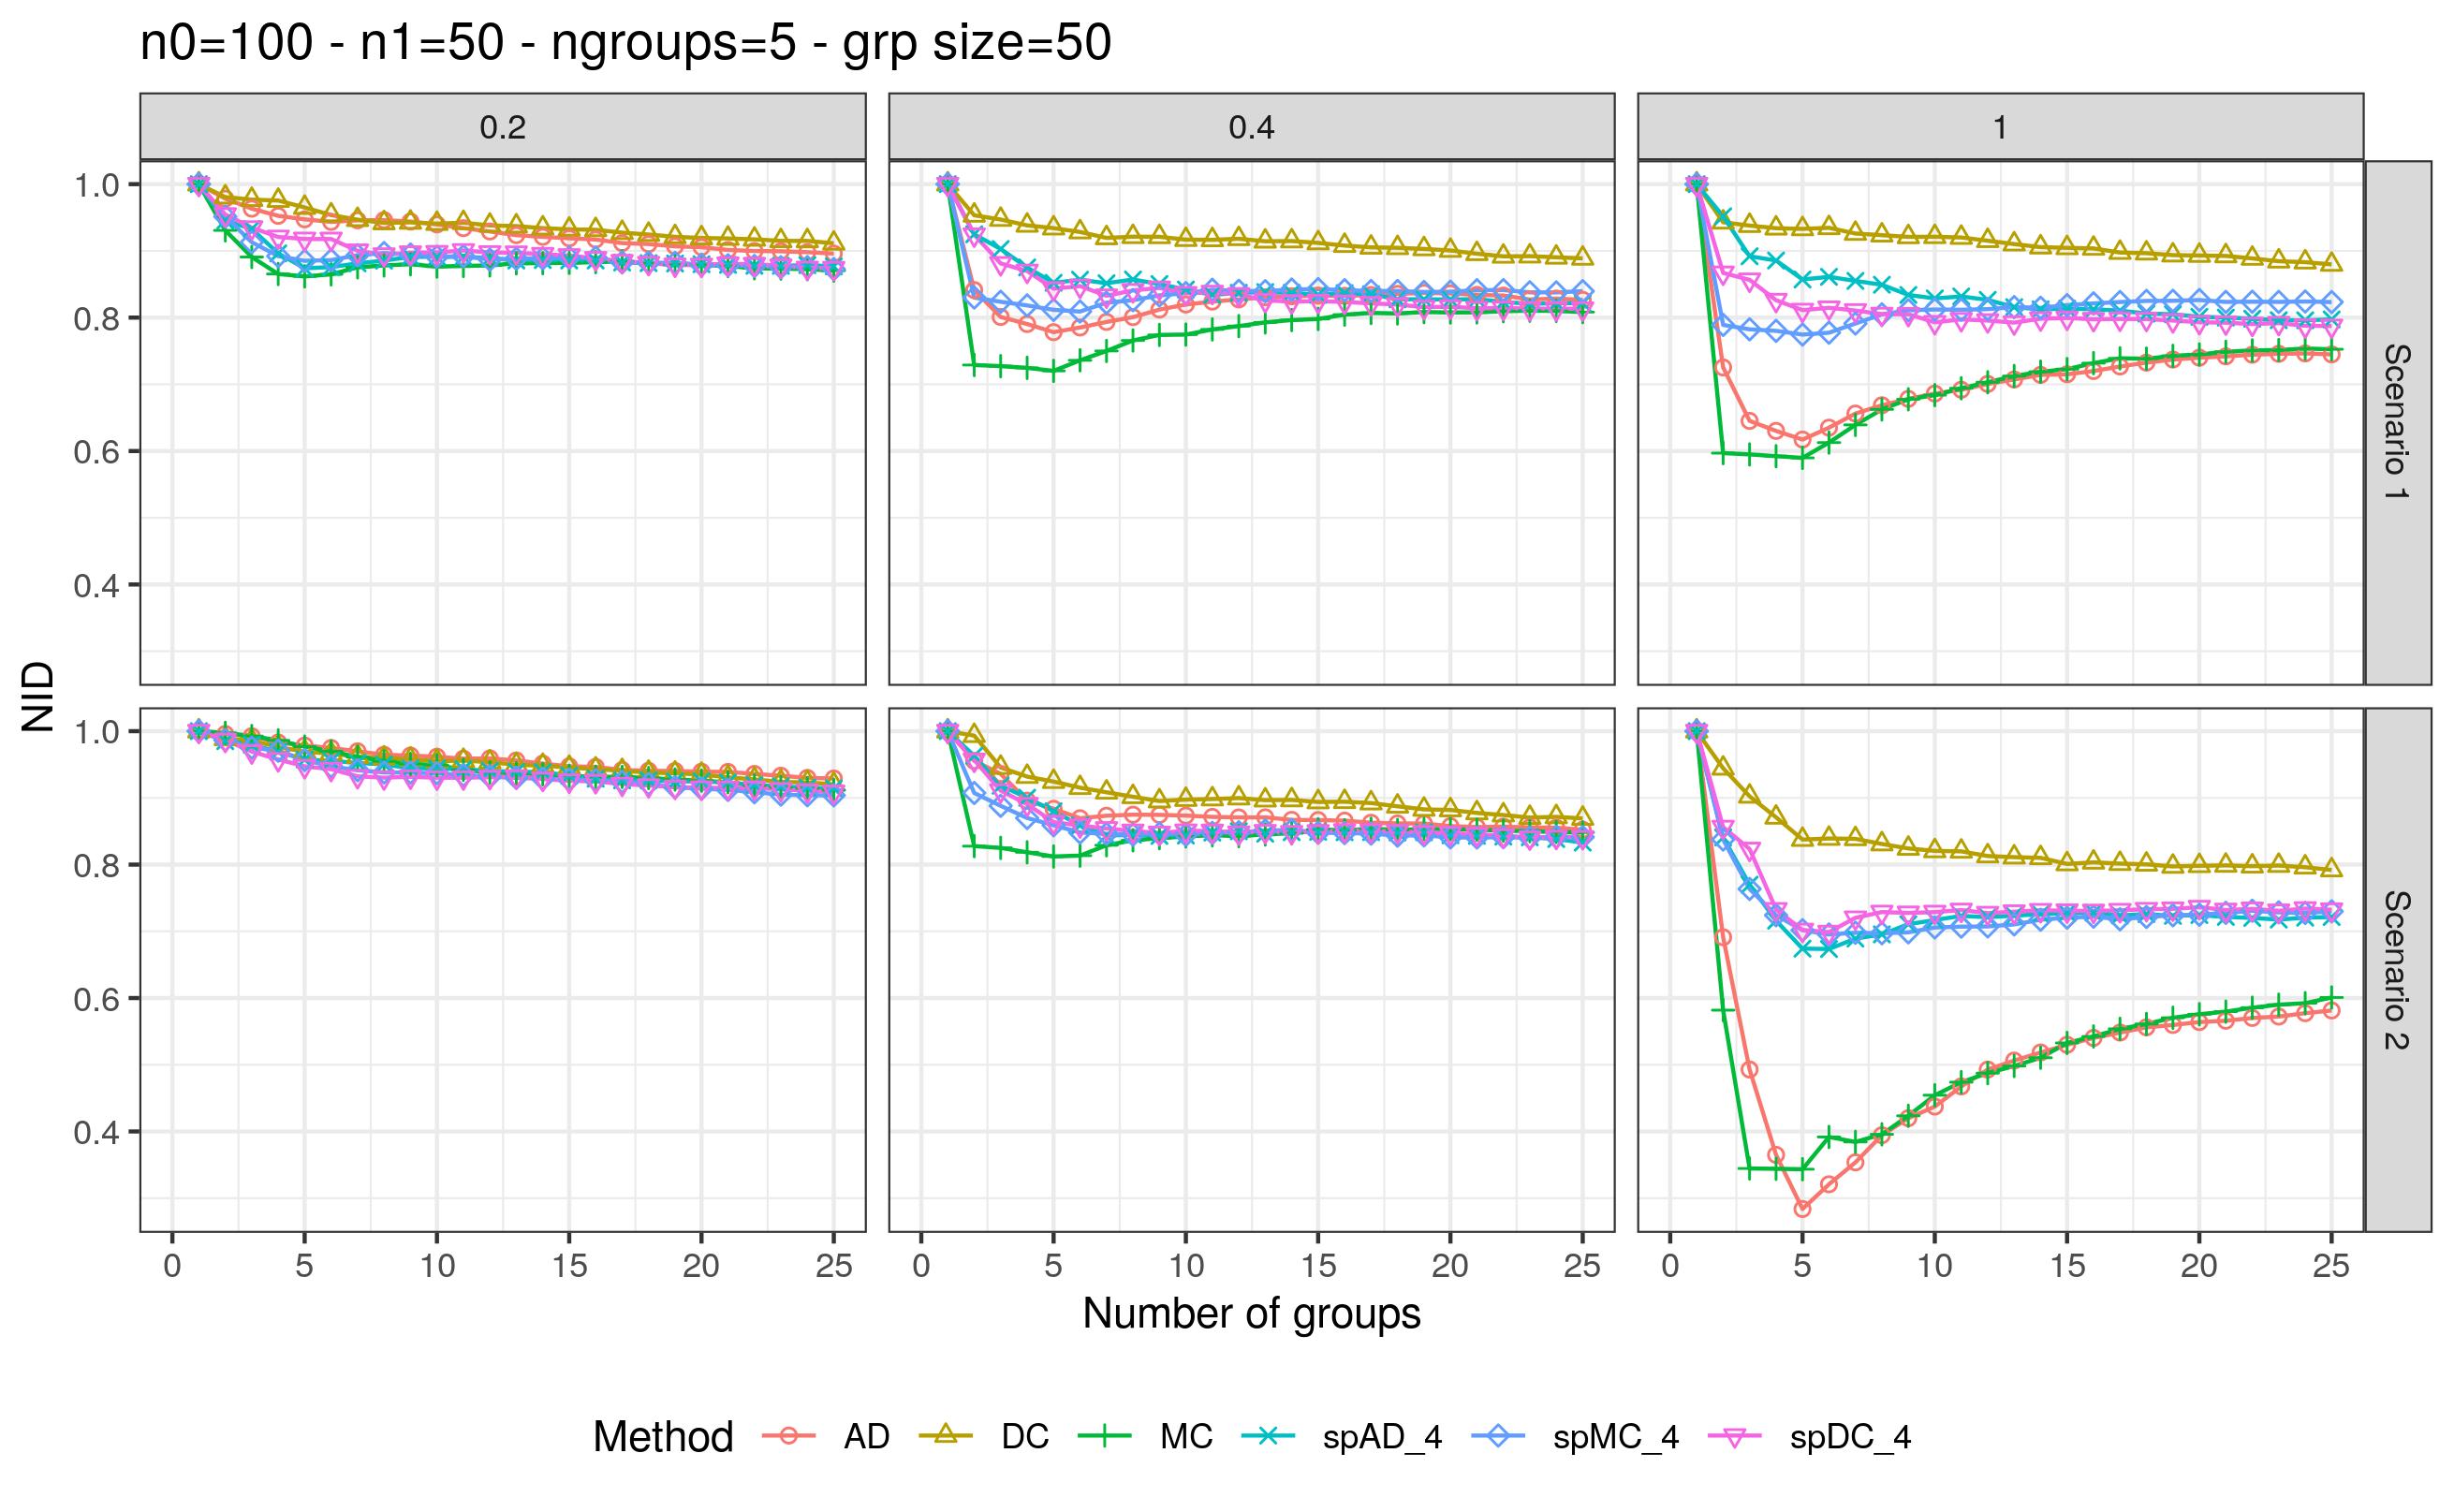 n0=100 - n1=50 - ngroups=5 - grp size=50
0.2 0.4 1
1.0
0.8
0.6
0.4
Scenario 1
NID
1.0
0.8
0.6
0.4
Scenario 2
0 5 10 15 20 25 0 5 10 15 20 25 0 5 10 15 20 25
Number of groups
Method AD DC MC spAD_4 spMC_4 spDC_4